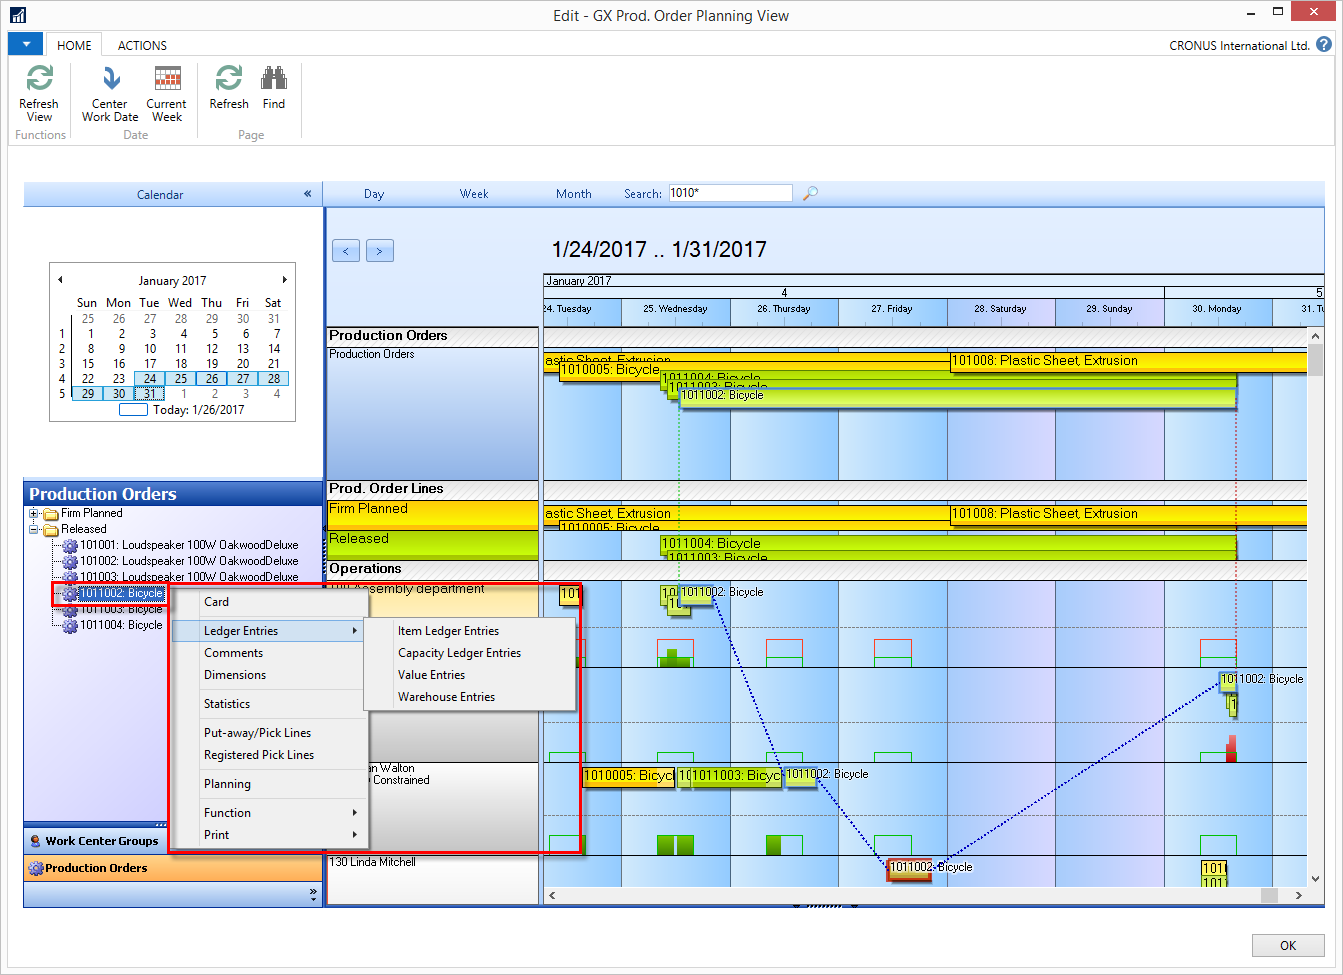 Edit - GX Prod. Order Planning View
HOME
ACTIONS
CRONUS International Ltd.
Refresh View
Center Work Date
Current Week
Refresh
Find
Functions
Date
Page
Calendar «
Day
Week
Month
Search: 1010*
< >
1/24/2017 .. 1/31/2017
January 2017
Sun Mon Tue Wed Thu Fri Sat
25 26 27 28 29 30 31
1 1 2 3 4 5 6 7
2 8 9 10 11 12 13 14
3 15 16 17 18 19 20 21
4 22 23 24 25 26 27 28
5 29 30 31 1 2 3 4
Today: 1/26/2017
January 2017
4 5
24. Tuesday 25. Wednesday 26. Thursday 27. Friday 28. Saturday 29. Sunday 30. Monday 31. Tu
Production Orders
Production Orders
astic Sheet, Extrusion
101008: Plastic Sheet, Extrusion
1010005: Bicycle
1011004: Bicycle
1011003: Bicycle
1011002: Bicycle
Prod. Order Lines
Firm Planned
astic Sheet, Extrusion
101008: Plastic Sheet, Extrusion
1010005: Bicycle
Released
1011004: Bicycle
1011003: Bicycle
Operations
Assembly department
101
10
10
1011002: Bicycle
1011002: Bicycle
1
an Walton
Constrained
1010005: Bicycl
1011003: Bicyc
1011002: Bicycle
130 Linda Mitchell
1011002: Bicycle
101
101
Production Orders
Firm Planned
Released
101001: Loudspeaker 100W OakwoodDeluxe
101002: Loudspeaker 100W OakwoodDeluxe
101003: Loudspeaker 100W OakwoodDeluxe
1011002: Bicycle
1011003: Bicycle
1011004: Bicycle
Card
Ledger Entries
Comments
Dimensions
Statistics
Put-away/Pick Lines
Registered Pick Lines
Planning
Function
Print
Item Ledger Entries
Capacity Ledger Entries
Value Entries
Warehouse Entries
Work Center Groups
Production Orders
»
OK